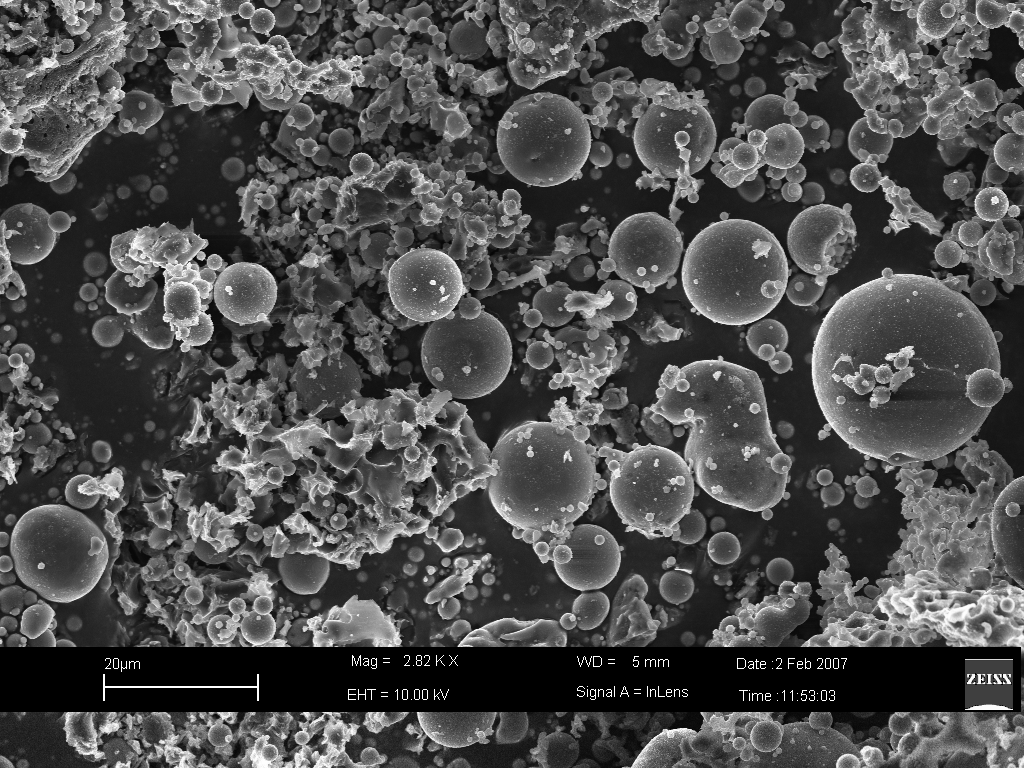 20µm
Mag = 2.82 K X
WD = 5 mm
Date :2 Feb 2007
EHT = 10.00 kV
Signal A = InLens
Time :11:53:03
ZEISS